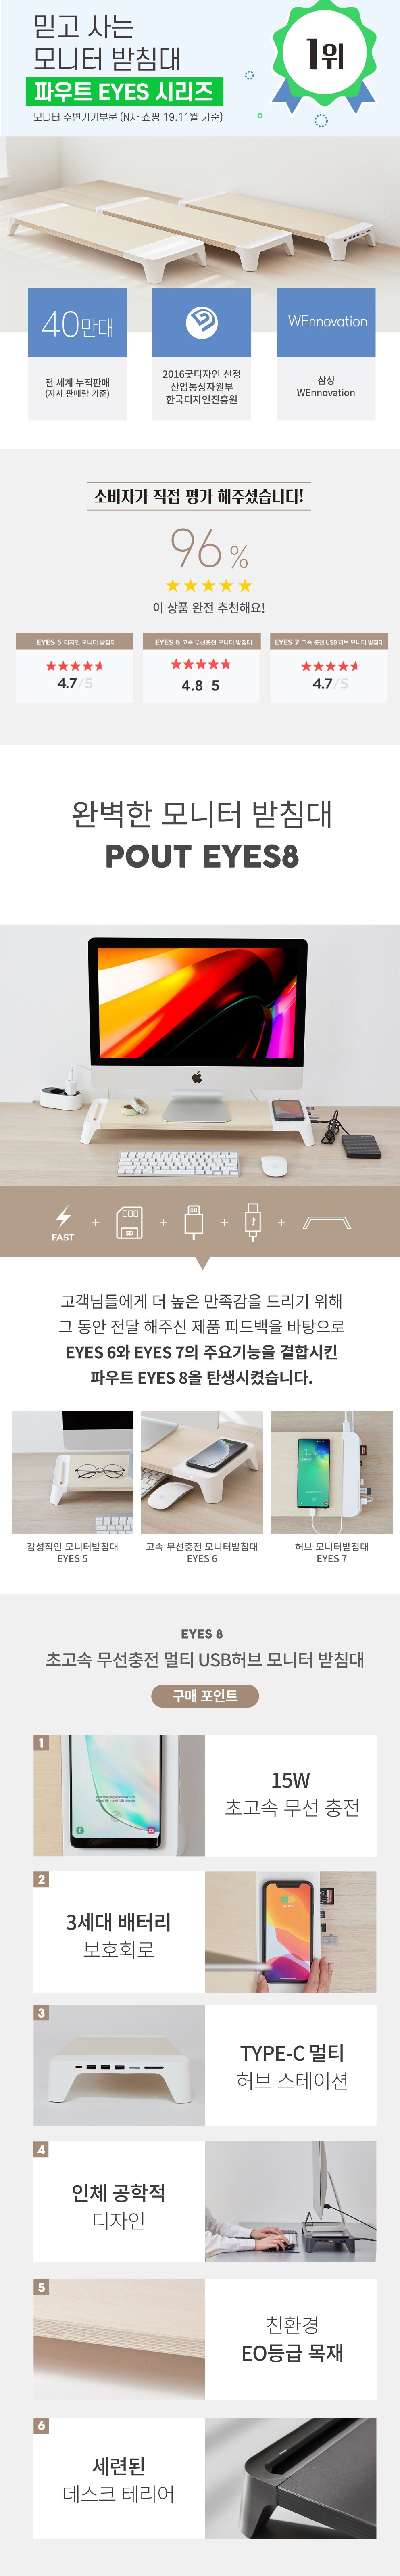 믿고 사는
모니터 받침대
파우트 EYES 시리즈
모니터 주변기기부문 (N사 쇼핑 19.11월 기준)
1위
40만대
전 세계 누적판매
(자사 판매량 기준)
2016굿디자인 선정
산업통상자원부
한국디자인진흥원
WEnnovation
삼성
WEnnovation
소비자가 직접 평가 해주셨습니다!
96%
이 상품 완전 추천해요!
EYES 5 디자인 모니터 받침대
4.7/5
EYES 6 고속 무선충전 모니터 받침대
4.8 5
EYES 7 고속 충전 USB 허브 모니터 받침대
4.7/5
완벽한 모니터 받침대
POUT EYES8
FAST
+
SD
+
+
+
고객님들에게 더 높은 만족감을 드리기 위해
그 동안 전달 해주신 제품 피드백을 바탕으로
EYES 6와 EYES 7의 주요기능을 결합시킨
파우트 EYES 8을 탄생시켰습니다.
감성적인 모니터받침대
EYES 5
고속 무선충전 모니터받침대
EYES 6
허브 모니터받침대
EYES 7
EYES 8
초고속 무선충전 멀티 USB허브 모니터 받침대
구매 포인트
1
15W
초고속 무선 충전
2
3세대 배터리
보호회로
3
TYPE-C 멀티
허브 스테이션
4
인체 공학적
디자인
5
친환경
EO등급 목재
6
세련된
데스크 테리어